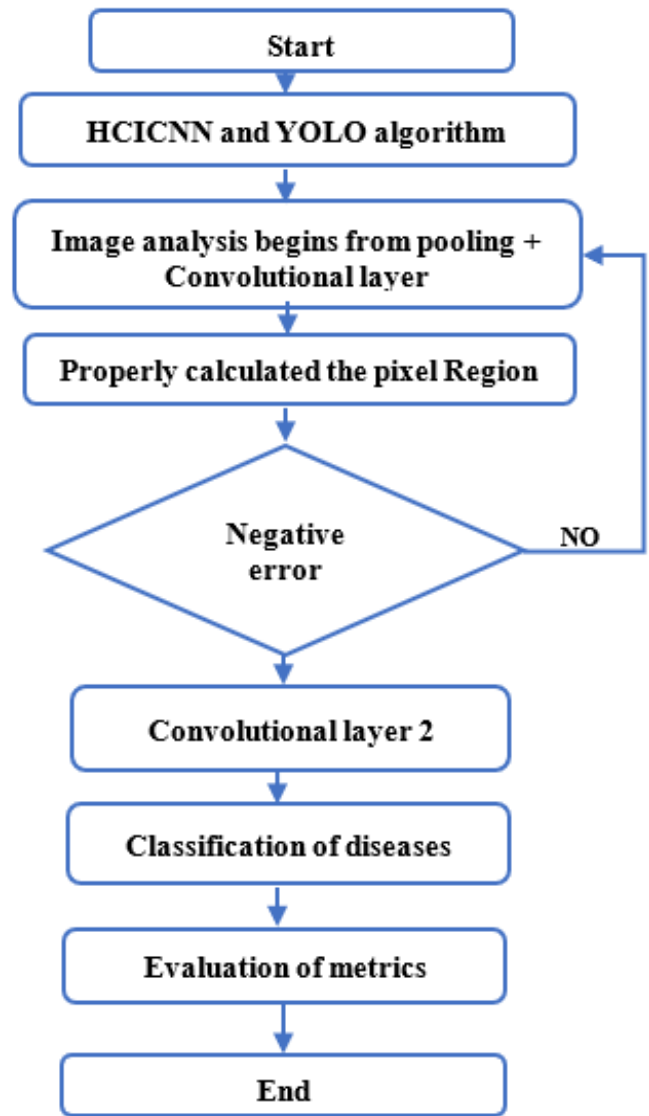 Start
HCICNN and YOLO algorithm
Image analysis begins from pooling +
Convolutional layer
Properly calculated the pixel Region
Negative
error
NO
Convolutional layer 2
Classification of diseases
Evaluation of metrics
End